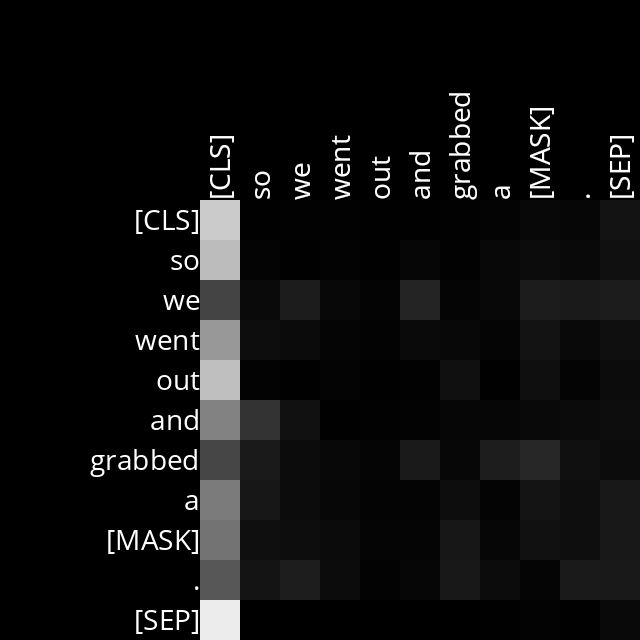 [CLS] so we went out and grabbed a [MASK] . [SEP]
[CLS]
so
we
went
out
and
grabbed
a
[MASK]
.
[SEP]